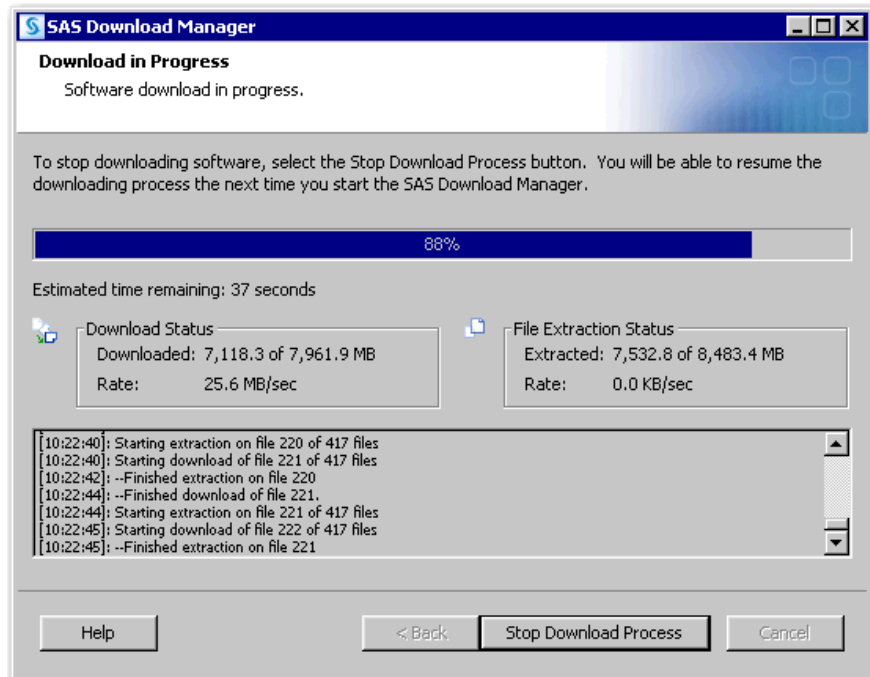 SAS Download Manager
Download in Progress
Software download in progress.
To stop downloading software, select the Stop Download Process button. You will be able to resume the
downloading process the next time you start the SAS Download Manager.
88%
Estimated time remaining: 37 seconds
Download Status
Downloaded: 7,118.3 of 7,961.9 MB
Rate: 25.6 MB/sec
File Extraction Status
Extracted: 7,532.8 of 8,483.4 MB
Rate: 0.0 KB/sec
[10:22:40]: Starting extraction on file 220 of 417 files
[10:22:40]: Starting download of file 221 of 417 files
[10:22:42]: --Finished extraction on file 220
[10:22:44]: --Finished download of file 221.
[10:22:44]: Starting extraction on file 221 of 417 files
[10:22:45]: Starting download of file 222 of 417 files
[10:22:45]: --Finished extraction on file 221
Help
< Back
Stop Download Process
Cancel